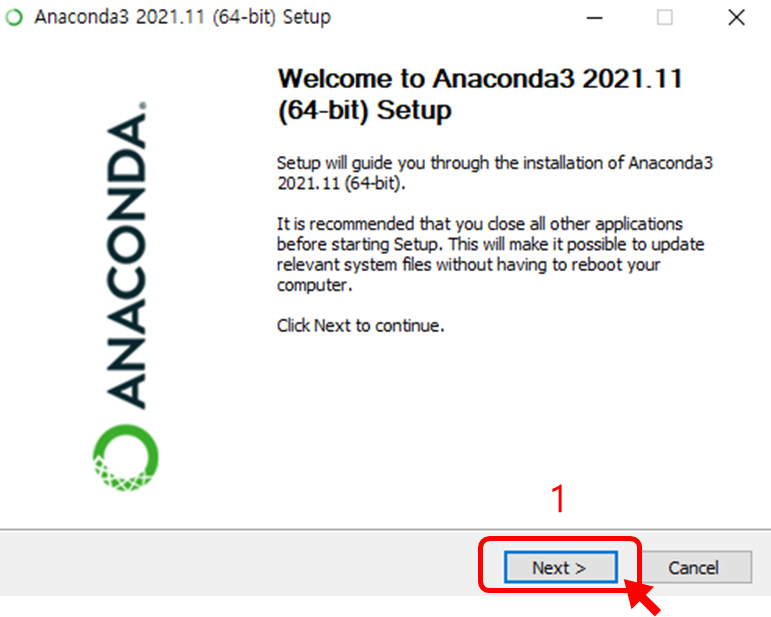 Anaconda3 2021.11 (64-bit) Setup
Welcome to Anaconda3 2021.11
(64-bit) Setup
ANACONDA.
Setup will guide you through the installation of Anaconda3
2021.11 (64-bit).
It is recommended that you close all other applications
before starting Setup. This will make it possible to update
relevant system files without having to reboot your
computer.
Click Next to continue.
1
Next >
Cancel